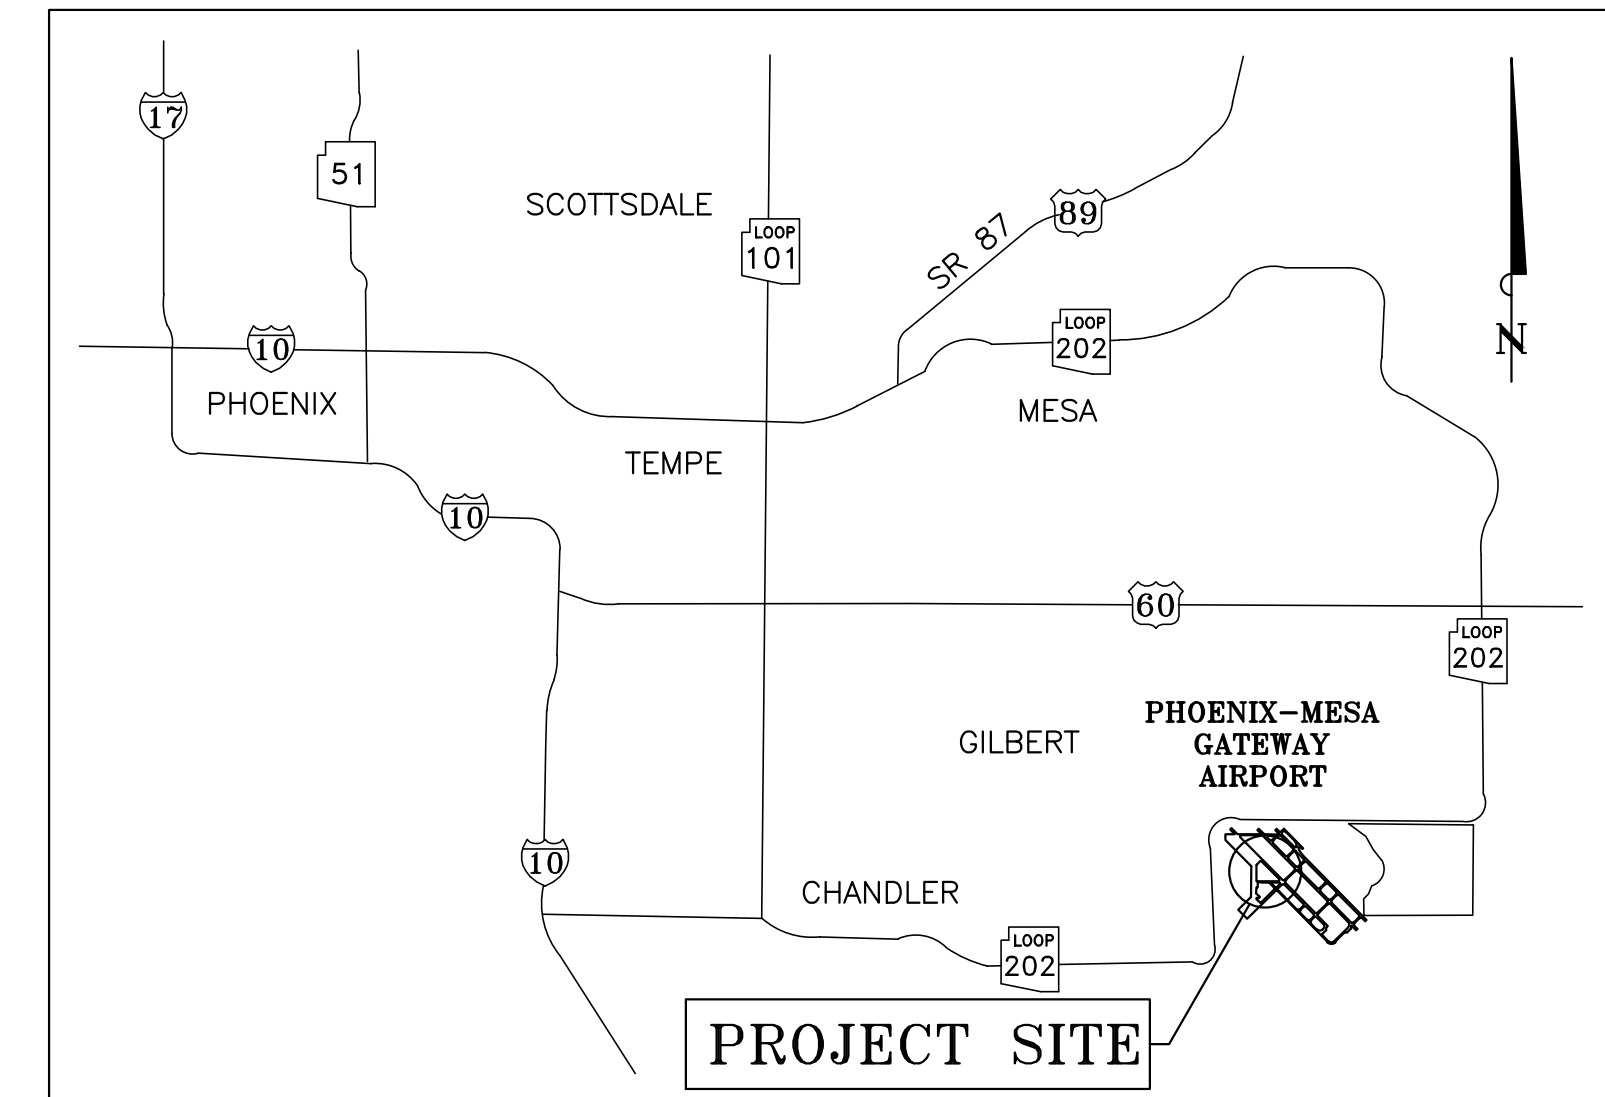 17
51
SCOTTSDALE
89
SR 87
LOOP
101
LOOP
202
10
N
PHOENIX
MESA
TEMPE
10
60
LOOP
202
PHOENIX-MESA
GATEWAY
AIRPORT
GILBERT
10
CHANDLER
LOOP
202
PROJECT SITE